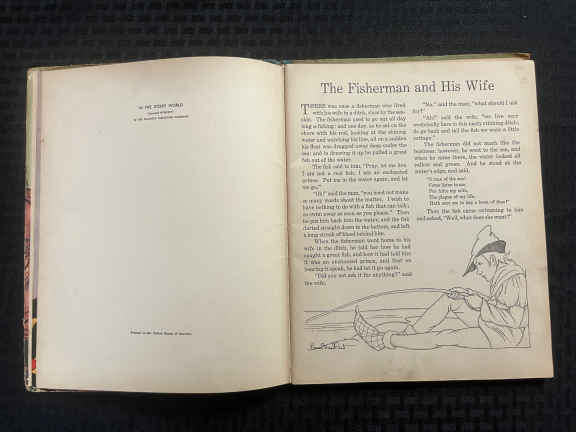 IN THE STORY WORLD
Printed in the United States of America
The Fisherman and His Wife
THERE was once a fisherman who lived
with his wife in a ditch, close by the sea-
side. The fisherman used to go out all day
long a-fishing; and one day, as he sat on the
shore with his rod, looking at the shining
water and watching his line, all on a sudden
his float was dragged away deep under the
sea: and in drawing it up he pulled a great
fish out of the water.
The fish said to him, "Pray, let me live.
I am not a real fish; I am an enchanted
prince. Put me in the water again, and let
me go."
"Oh!" said the man, "you need not make
so many words about the matter. I wish to
have nothing to do with a fish that can talk;
so swim away as soon as you please." Then
he put him back into the water, and the fish
darted straight down to the bottom, and left
a long streak of blood behind him.
When the fisherman went home to his
wife in the ditch, he told her how he had
caught a great fish, and how it had told him
it was an enchanted prince, and that on
hearing it speak, he had let it go again.
"Did you not ask it for anything?" said
the wife.
"No," said the man, "what should I ask
for?"
"Ah!" said the wife, "we live very
wretchedly here in this nasty stinking ditch;
do go back and tell the fish we want a little
cottage."
The fisherman did not much like the
business; however, he went to the sea, and
when he came there, the water looked all
yellow and green. And he stood at the
water's edge, and said,
"O man of the sea!
Come listen to me,
For Alice my wife,
The plague of my life,
Hath sent me to beg a boon of thee!"
Then the fish came swimming to him
and asked, "Well, what does she want?"